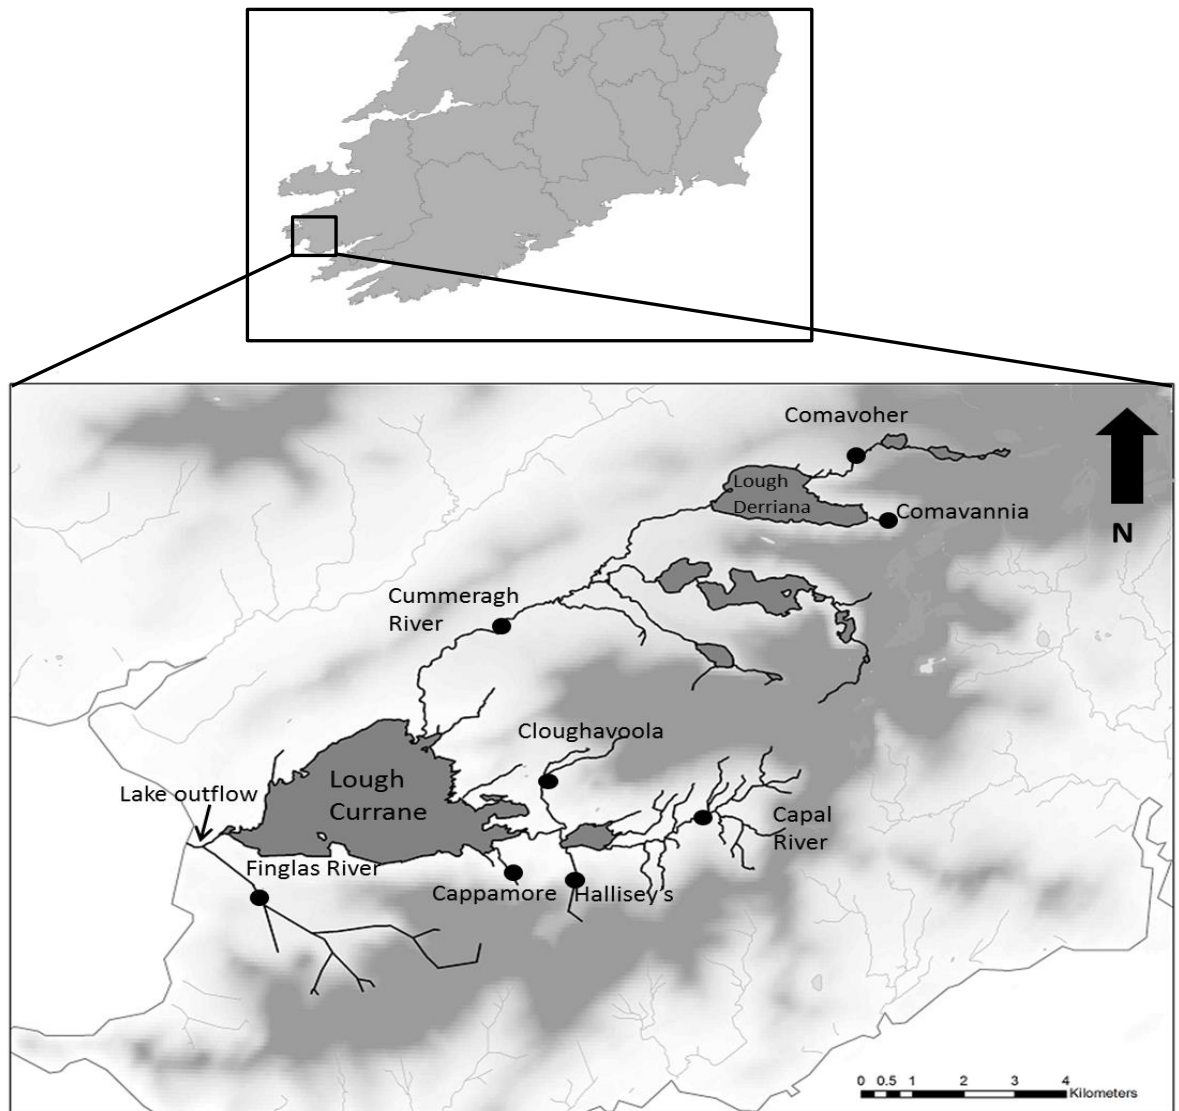 Comavoher
Lough
Derriana
Comavannia
N
Cummeragh
River
Cloughavoola
Lough
Currane
Lake outflow
Capal
River
Finglas River
Cappamore
Hallisey's
0 0.5 1 2 3 4
Kilometers